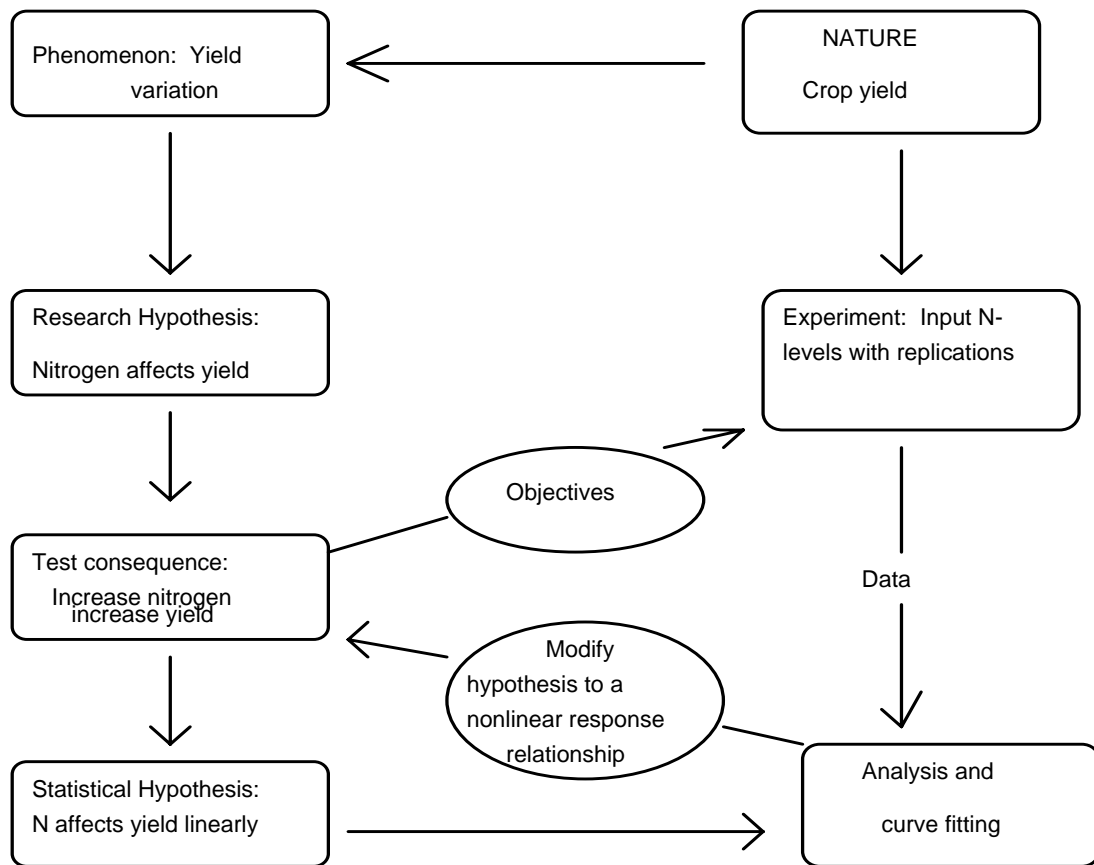 Phenomenon: Yield
variation
NATURE
Crop yield
Research Hypothesis:
Nitrogen affects yield
Experiment: Input N-
levels with replications
Objectives
Test consequence:
Increase nitrogen
increase yield
Data
Modify
hypothesis to a
nonlinear response
relationship
Statistical Hypothesis:
N affects yield linearly
Analysis and
curve fitting